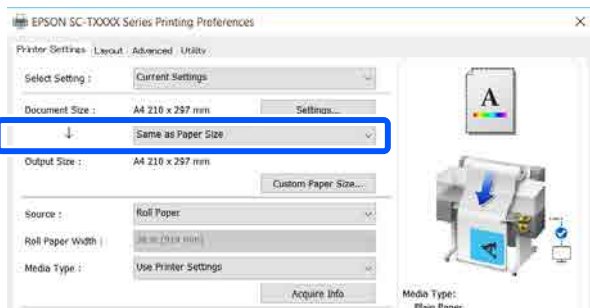 EPSON SC-TXXXX Series Printing Preferences
Printer Settings Layout Advanced Utility
Select Setting : Current Settings
Document Size : A4 210 x 297 mm Settings...
↓ Same as Paper Size
Output Size : A4 210 x 297 mm
Custom Paper Size...
Source : Roll Paper
Roll Paper Width :
Media Type : Use Printer Settings
Acquire Info
A
Media Type:
Plain Paper